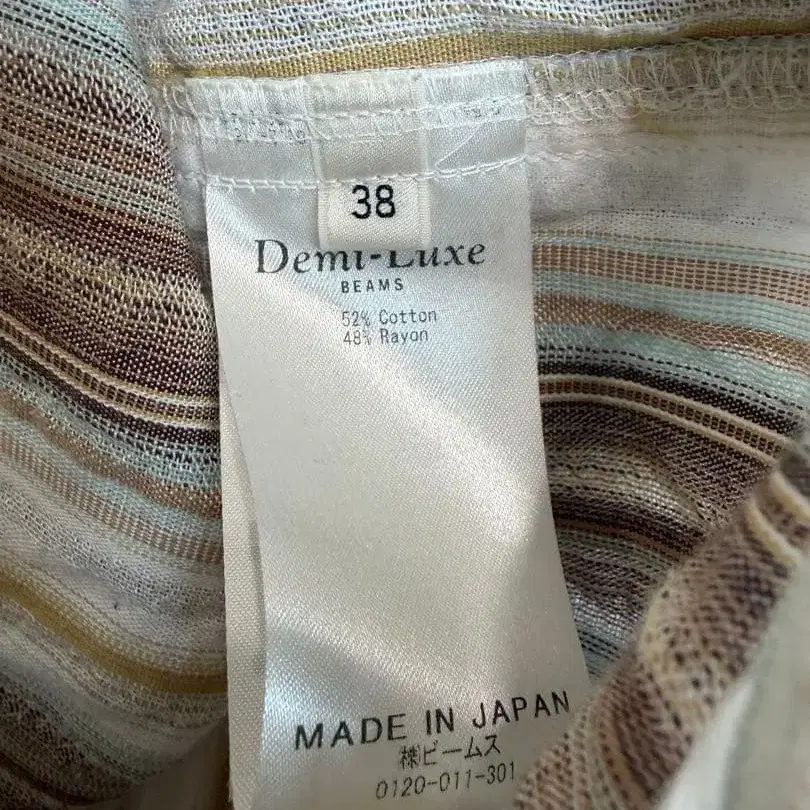 38
Demi-Luxe
BEAMS
52% Cotton
48% Rayon
MADE IN JAPAN
㈱ビームス
0120-011-301